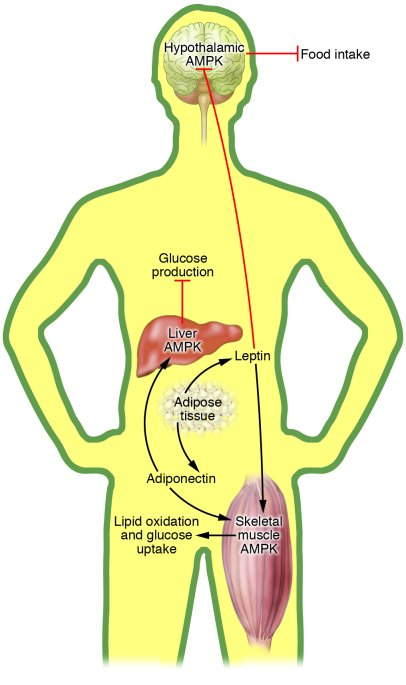 Hypothalamic
AMPK
Food intake
Glucose
production
Liver
AMPK
Leptin
Adipose
tissue
Adiponectin
Lipid oxidation
and glucose
uptake
Skeletal
muscle
AMPK